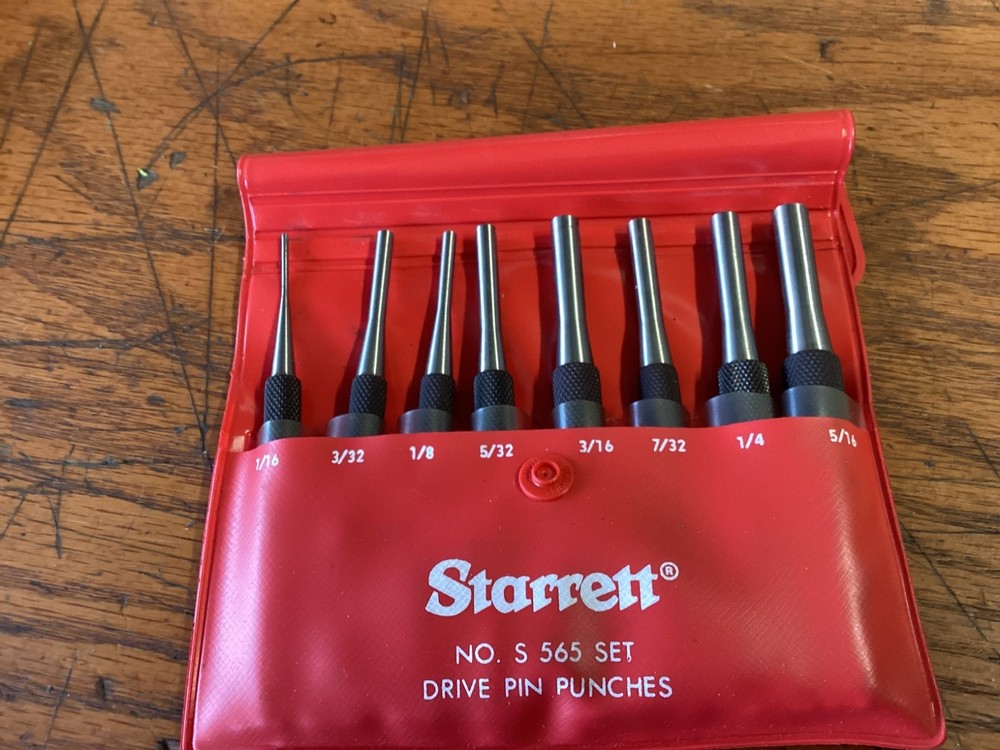 1/16 3/32 1/8 5/32 3/16 7/32 1/4 5/16
Starrett®
NO. S 565 SET
DRIVE PIN PUNCHES